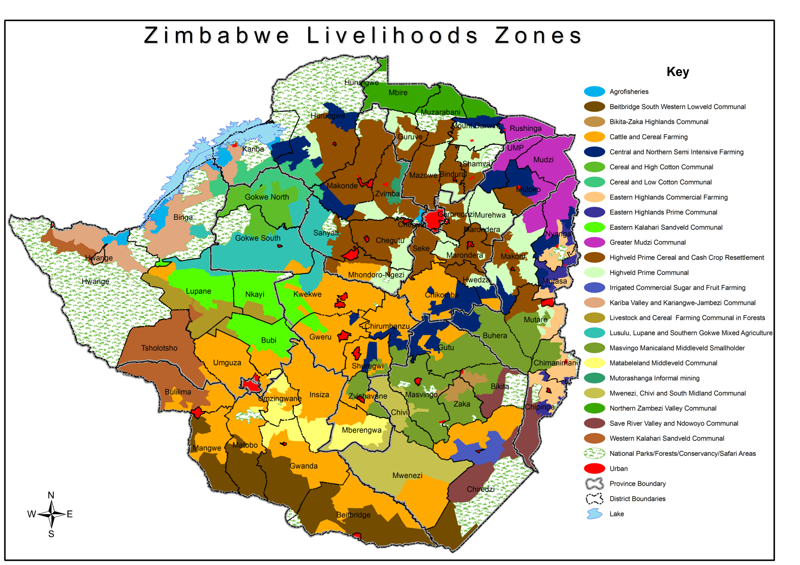 Zimbabwe Livelihoods Zones
Key
Agrofisheries
Beitbridge South Western Lowveld Communal
Bikita-Zaka Highlands Communal
Cattle and Cereal Farming
Central and Northern Semi Intensive Farming
Cereal and High Cotton Communal
Cereal and Low Cotton Communal
Eastern Highlands Commercial Farming
Eastern Highlands Prime Communal
Eastern Kalahari Sandveld Communal
Greater Mudzi Communal
Highveld Prime Cereal and Cash Crop Resettlement
Highveld Prime Communal
Irrigated Commercial Sugar and Fruit Farming
Kariba Valley and Kariangwe-Jambezi Communal
Livestock and Cereal Farming Communal in Forests
Lusulu, Lupane and Southern Gokwe Mixed Agriculture
Masvingo Manicaland Middleveld Smallholder
Matabeleland Middleveld Communal
Mutorashanga Informal mining
Mwenezi, Chivi and South Midland Communal
Northern Zambezi Valley Communal
Save River Valley and Ndowoyo Communal
Western Kalahari Sandveld Communal
National Parks/Forests/Conservancy/Safari Areas
Urban
Province Boundary
District Boundaries
Lake
Hurungwe
Mbire
Muzarabani
Hurungwe
Guruve
Rushinga
UMP
Mudzi
Kariba
Shamva
Makonde
Zvimba
Mazowe
Bindura
Mutoko
Gokwe North
Binga
Goromonzi
Murehwa
Gokwe South
Sanyati
Chegutu
Seke
Marondera
Nyanga
Hwange
Hwange
Mhondoro-Ngezi
Marondera
Makoni
Mutasa
Lupane
Nkayi
Kwekwe
Chikomba
Hwedza
Mutare
Tsholotsho
Bubi
Gweru
Chirumhanzu
Gutu
Buhera
Umguza
Shurugwi
Chimanimani
Bulilima
Umzingwane
Insiza
Zvishavane
Masvingo
Zaka
Bikita
Chivi
Chipinge
Mberengwa
Mangwe
Matobo
Gwanda
Mwenezi
Chiredzi
Beitbridge
N
W E
S